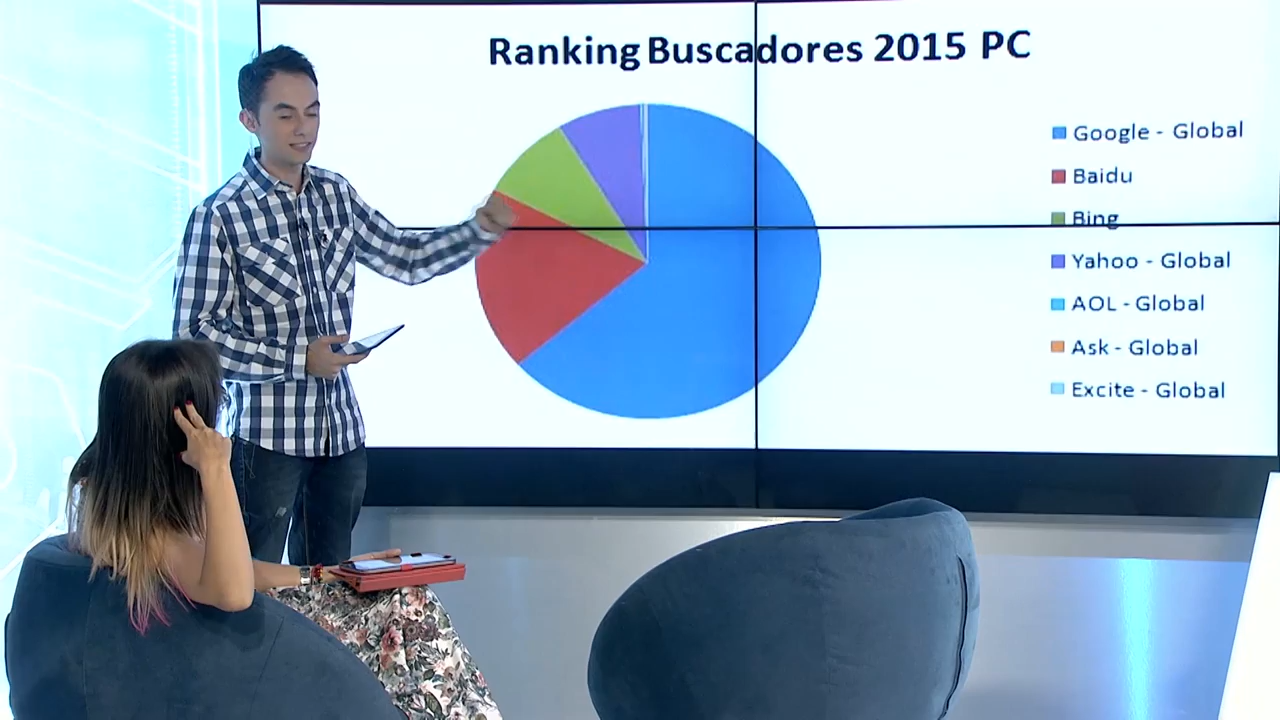 Ranking Buscadores 2015 PC
Google - Global
Baidu
Bing
Yahoo - Global
AOL - Global
Ask - Global
Excite - Global